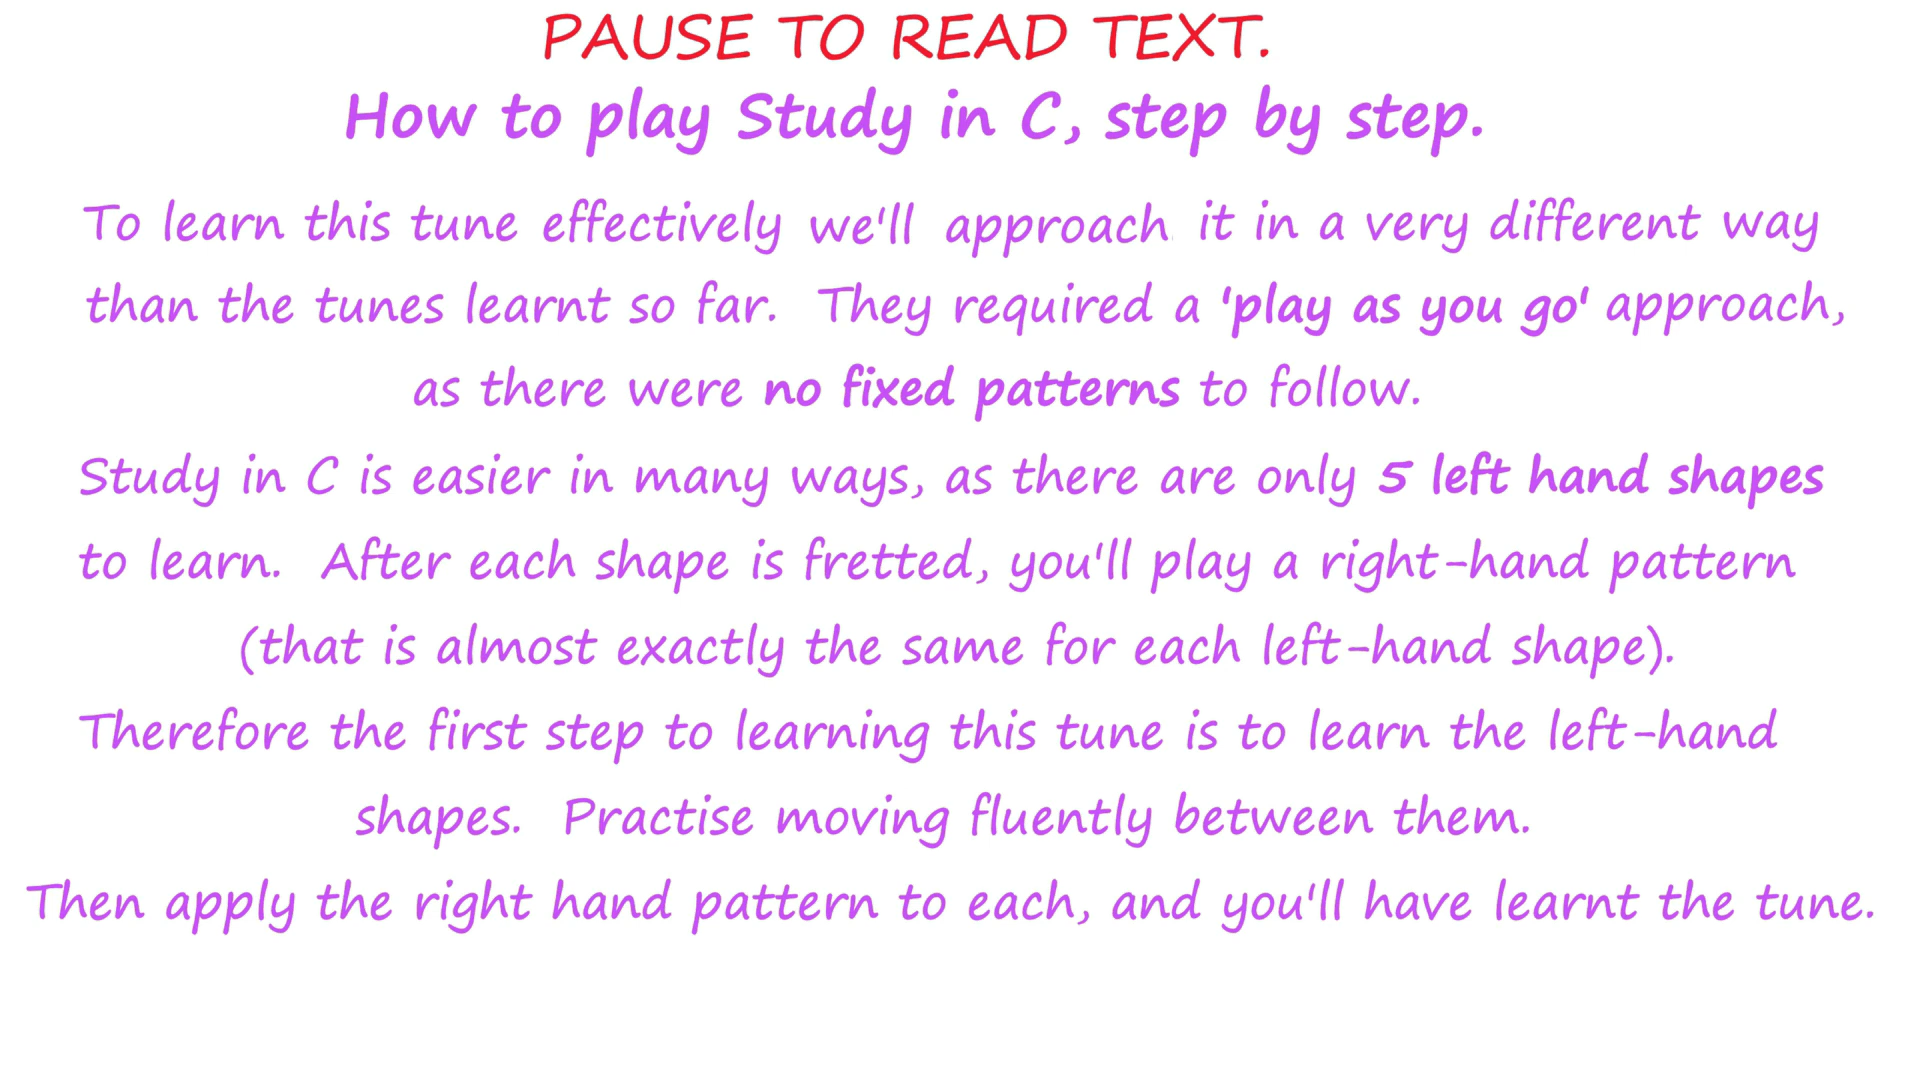 PAUSE TO READ TEXT.
How to play Study in C, step by step.
To learn this tune effectively we'll approach it in a very different way
than the tunes learnt so far. They required a 'play as you go' approach,
as there were no fixed patterns to follow.
Study in C is easier in many ways, as there are only 5 left hand shapes
to learn. After each shape is fretted, you'll play a right-hand pattern
(that is almost exactly the same for each left-hand shape).
Therefore the first step to learning this tune is to learn the left-hand
shapes. Practise moving fluently between them.
Then apply the right hand pattern to each, and you'll have learnt the tune.